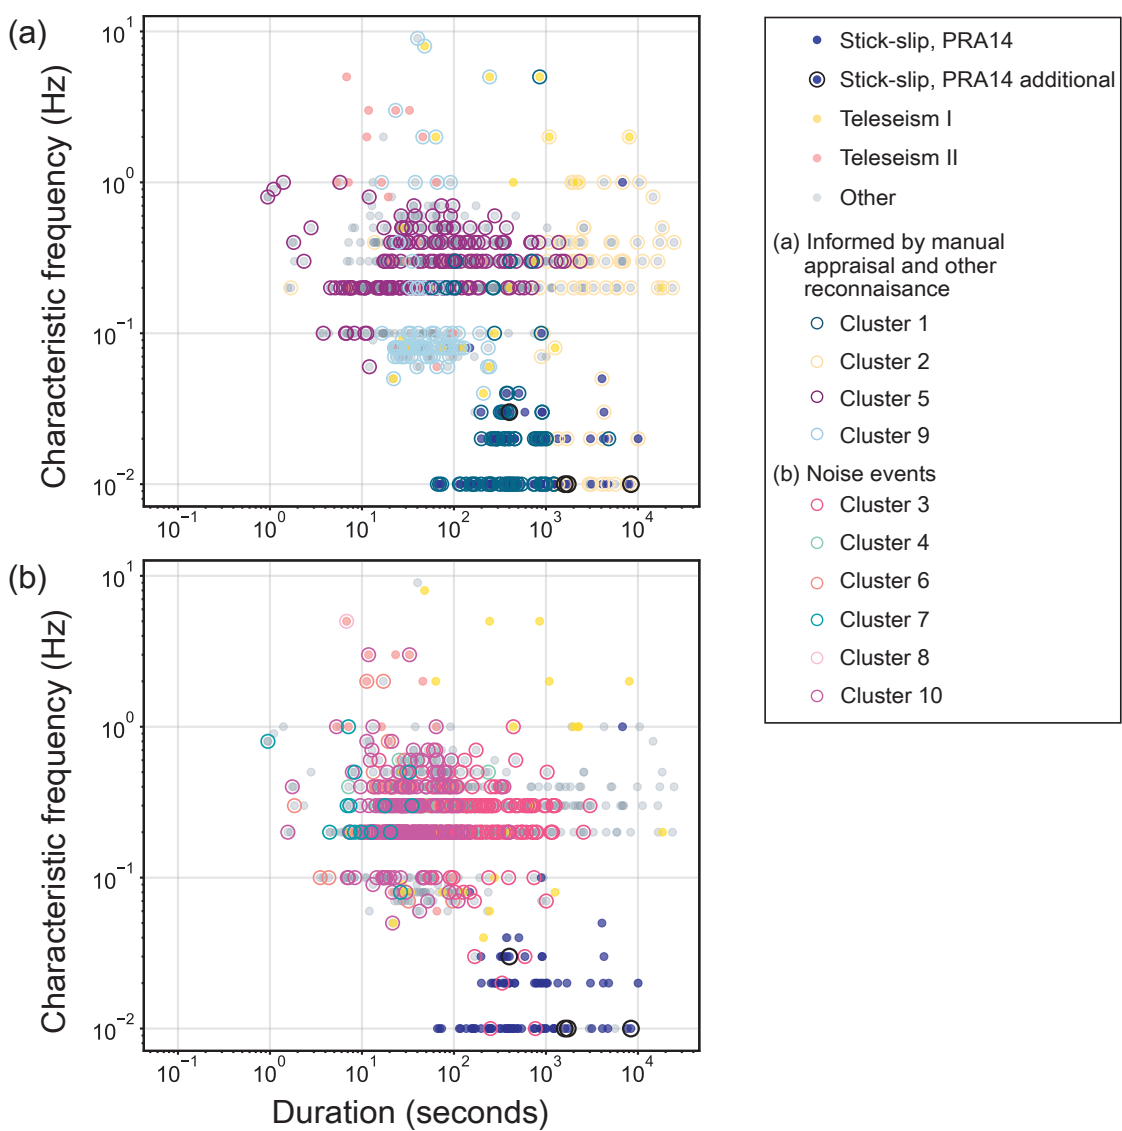 (a)
Characteristic frequency (Hz)
10^1
10^0
10^-1
10^-2
10^-1 10^0 10^1 10^2 10^3 10^4
(b)
Characteristic frequency (Hz)
10^1
10^0
10^-1
10^-2
10^-1 10^0 10^1 10^2 10^3 10^4
Duration (seconds)
Stick-slip, PRA14
Stick-slip, PRA14 additional
Teleseism I
Teleseism II
Other
(a) Informed by manual
appraisal and other
reconnaisance
Cluster 1
Cluster 2
Cluster 5
Cluster 9
(b) Noise events
Cluster 3
Cluster 4
Cluster 6
Cluster 7
Cluster 8
Cluster 10